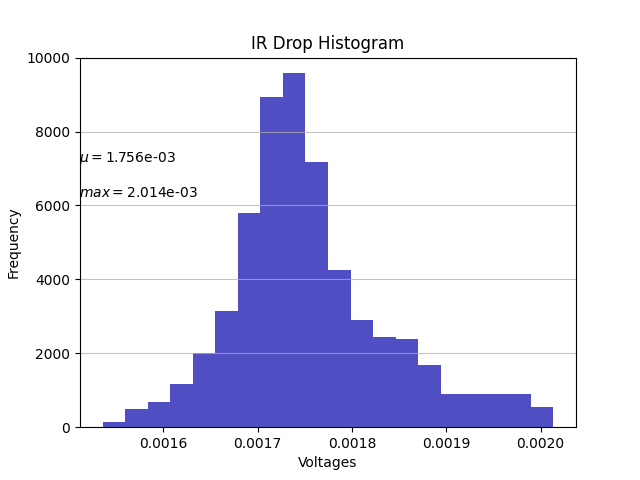 IR Drop Histogram
10000
8000
6000
4000
2000
0
Frequency
μ = 1.756e-03
max = 2.014e-03
0.0016 0.0017 0.0018 0.0019 0.0020
Voltages